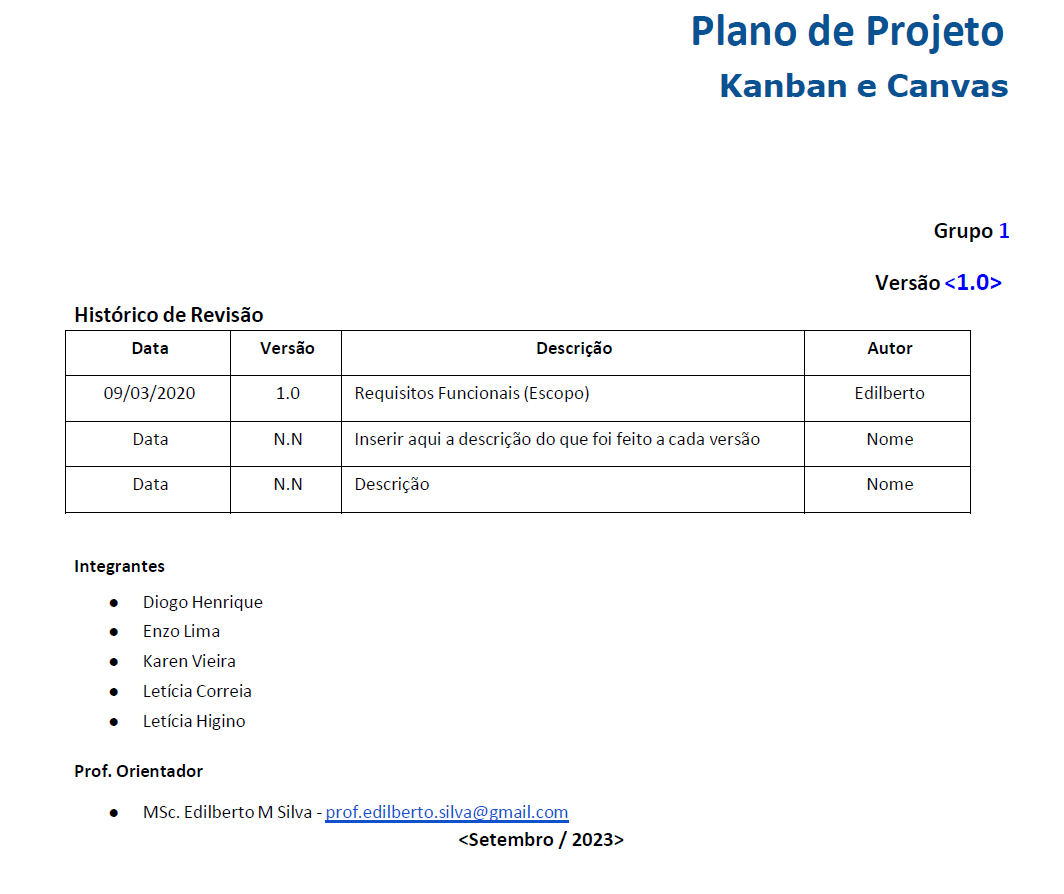 Plano de Projeto
Kanban e Canvas
Grupo 1
Versão <1.0>
Histórico de Revisão
Data Versão Descrição Autor
09/03/2020 1.0 Requisitos Funcionais (Escopo) Edilberto
Data N.N Inserir aqui a descrição do que foi feito a cada versão Nome
Data N.N Descrição Nome
Integrantes
● Diogo Henrique
● Enzo Lima
● Karen Vieira
● Letícia Correia
● Letícia Higino
Prof. Orientador
● MSc. Edilberto M Silva - prof.edilberto.silva@gmail.com
<Setembro / 2023>